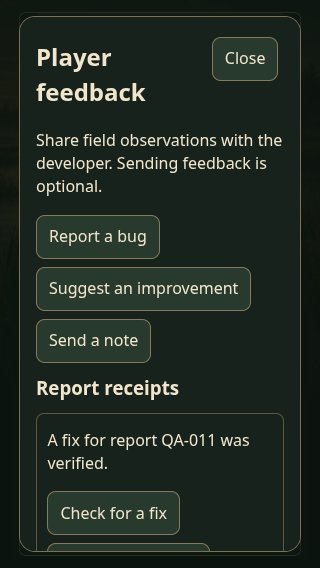 Player
feedback
Close
Share field observations with the
developer. Sending feedback is
optional.
Report a bug
Suggest an improvement
Send a note
Report receipts
A fix for report QA-011 was
verified.
Check for a fix